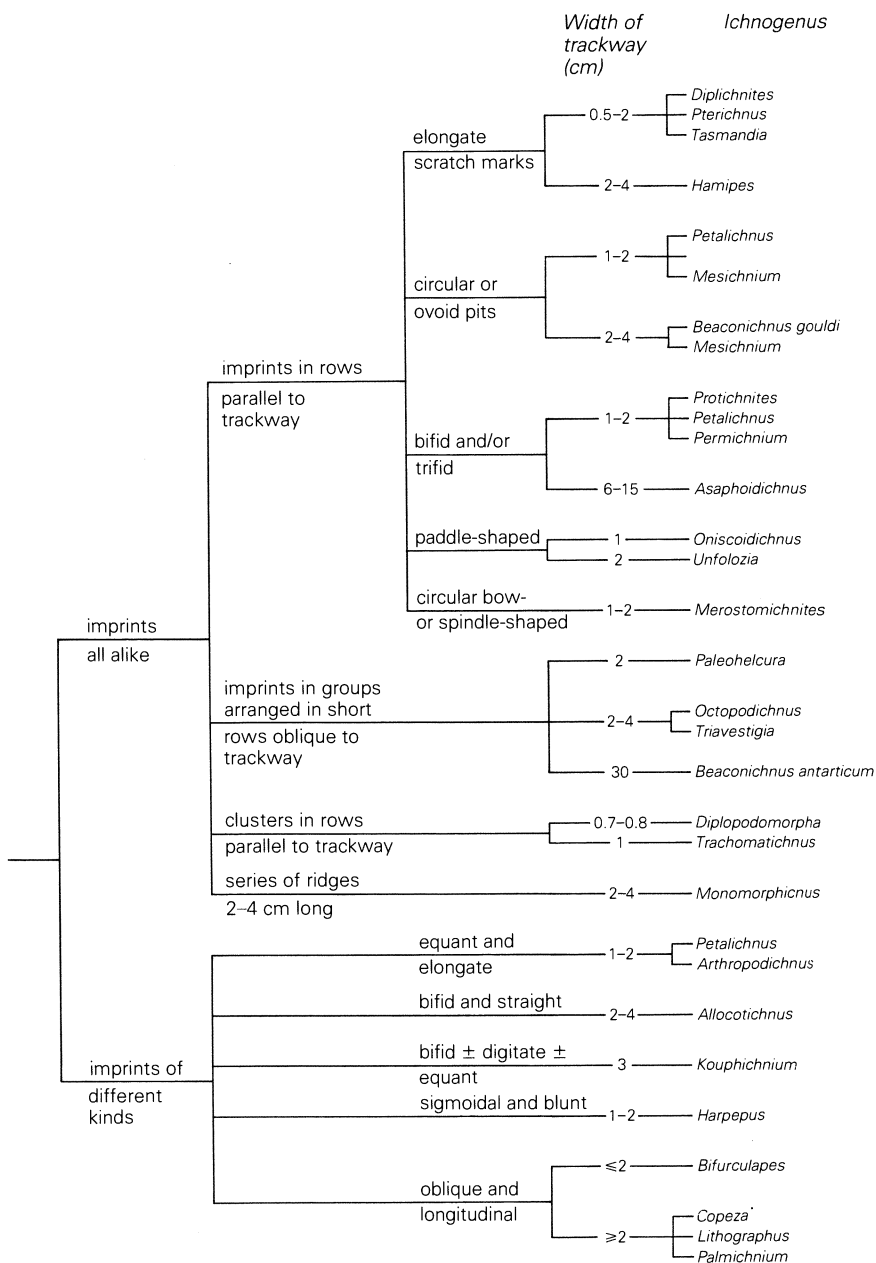 Width of
trackway
(cm)
Ichnogenus
Diplichnites
0.5–2
Pterichnus
Tasmandia
elongate
scratch marks
2–4
Hamipes
Petalichnus
1–2
Mesichnium
circular or
ovoid pits
Beaconichnus gouldi
2–4
Mesichnium
imprints in rows
parallel to
trackway
Protichnites
1–2
Petalichnus
Permichnium
bifid and/or
trifid
6–15
Asaphoidichnus
paddle-shaped
1
Oniscoidichnus
2
Unfolozia
circular bow-
or spindle-shaped
1–2
Merostomichnites
imprints
all alike
2
Paleohelcura
imprints in groups
arranged in short
rows oblique to
trackway
Octopodichnus
2–4
Triavestigia
30
Beaconichnus antarticum
clusters in rows
parallel to trackway
0.7–0.8
Diplopodomorpha
1
Trachomatichnus
series of ridges
2–4 cm long
2–4
Monomorphicnus
equant and
elongate
1–2
Petalichnus
Arthropodichnus
bifid and straight
2–4
Allocotichnus
imprints of
different
kinds
bifid ± digitate ±
equant
3
Kouphichnium
sigmoidal and blunt
1–2
Harpepus
≤2
Bifurculapes
oblique and
longitudinal
Copeza
≥2
Lithographus
Palmichnium